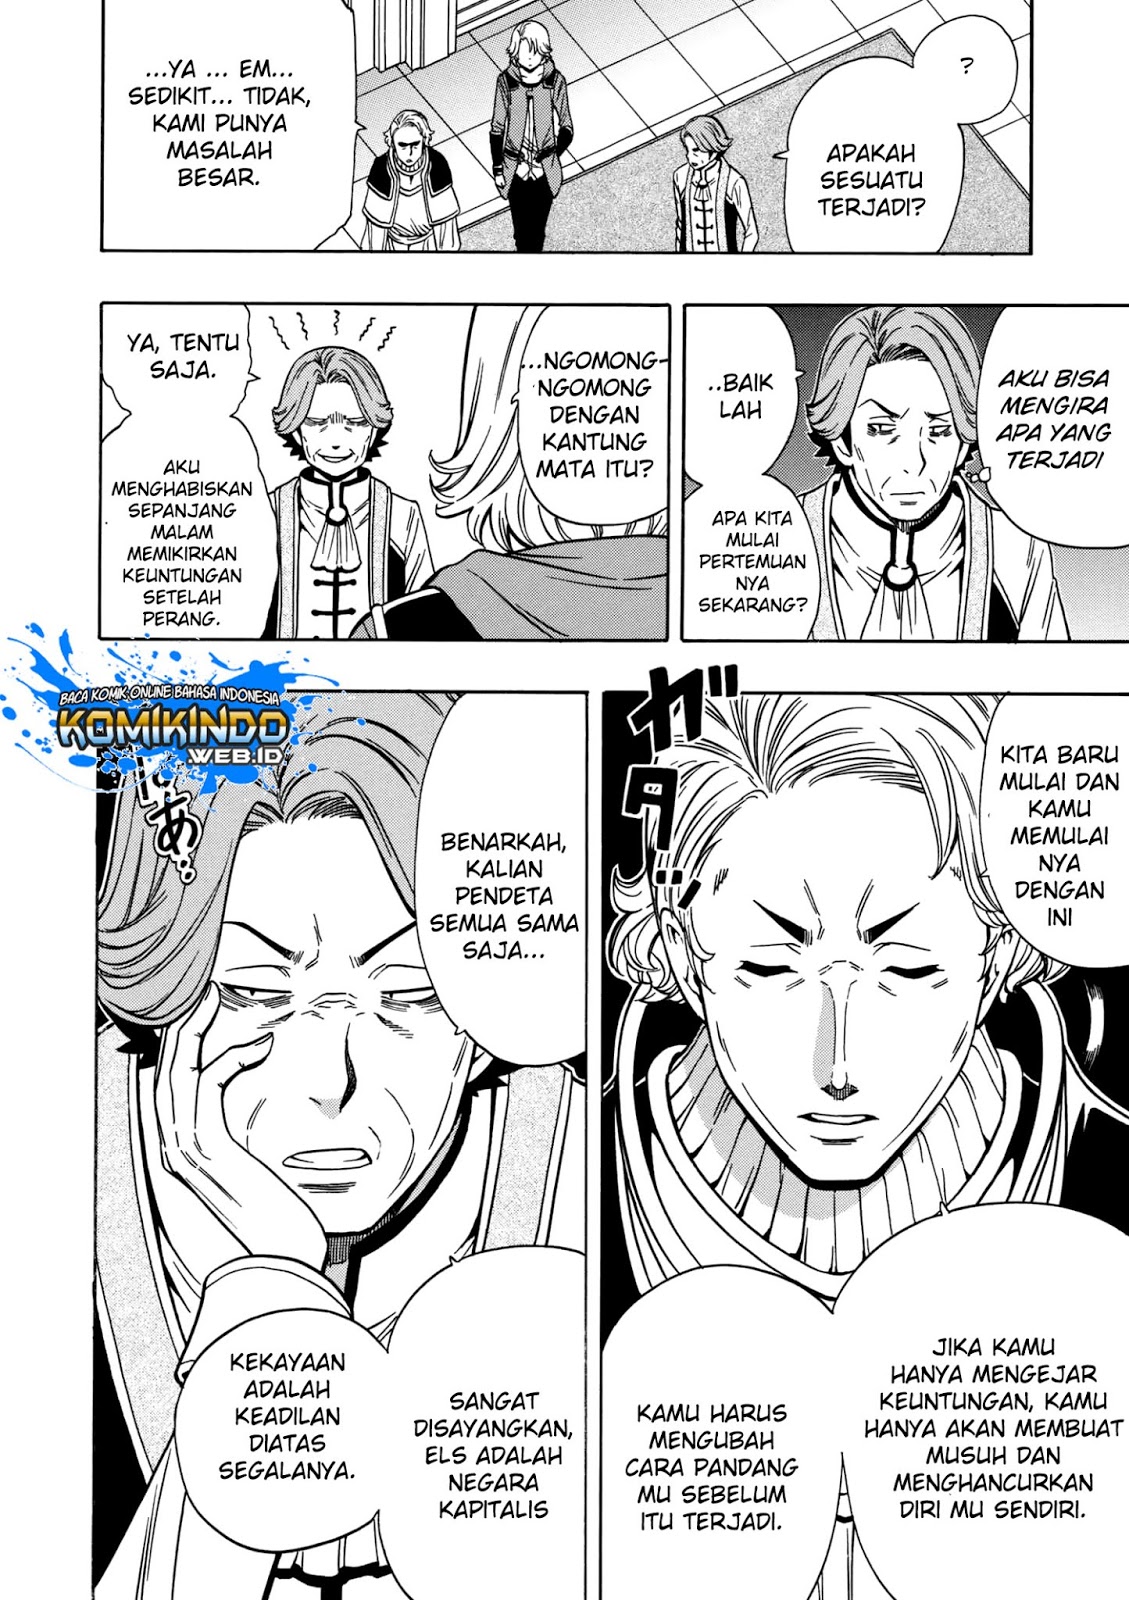 ?
APAKAH
SESUATU
TERJADI?
...YA ... EM...
SEDIKIT... TIDAK,
KAMI PUNYA
MASALAH
BESAR.
AKU BISA
MENGIRA
APA YANG
TERJADI
..BAIK
LAH
APA KITA
MULAI
PERTEMUAN
NYA
SEKARANG?
...NGOMONG-
NGOMONG
DENGAN
KANTUNG
MATA ITU?
YA, TENTU
SAJA.
AKU
MENGHABISKAN
SEPANJANG
MALAM
MEMIKIRKAN
KEUNTUNGAN
SETELAH
PERANG.
KITA BARU
MULAI DAN
KAMU
MEMULAI
NYA
DENGAN
INI
ガタッ
JIKA KAMU
HANYA MENGEJAR
KEUNTUNGAN, KAMU
HANYA AKAN MEMBUAT
MUSUH DAN
MENGHANCURKAN
DIRI MU SENDIRI.
KAMU HARUS
MENGUBAH
CARA PANDANG
MU SEBELUM
ITU TERJADI.
BENARKAH,
KALIAN
PENDETA
SEMUA SAMA
SAJA...
はぁ...
SANGAT
DISAYANGKAN,
ELS ADALAH
NEGARA
KAPITALIS
KEKAYAAN
ADALAH
KEADILAN
DIATAS
SEGALANYA.
BACA KOMIK ONLINE BAHASA INDONESIA
KOMIKINDO
.WEB.ID